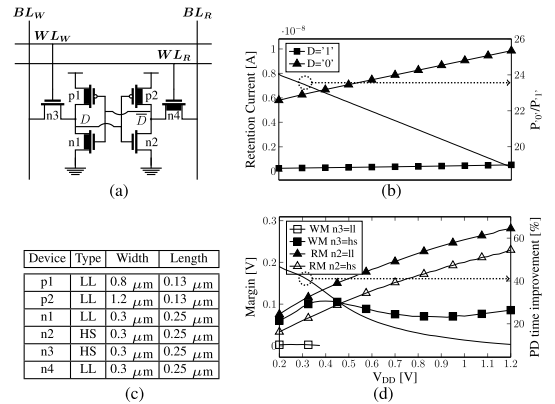 BL_W
BL_R
WL_W
WL_R
p1
p2
n3
D
D̅
n4
n1
n2
(a)
×10⁻⁸
D='1'
D='0'
Retention Current [A]
1
0.8
0.6
0.4
0.2
0
P'0'/P'1'
26
24
22
20
(b)
Device Type Width Length
p1 LL 0.8 μm 0.13 μm
p2 LL 1.2 μm 0.13 μm
n1 LL 0.3 μm 0.25 μm
n2 HS 0.3 μm 0.25 μm
n3 HS 0.3 μm 0.25 μm
n4 LL 0.3 μm 0.25 μm
(c)
WM n3=ll
WM n3=hs
RM n2=ll
RM n2=hs
Margin [V]
0.3
0.2
0.1
0
PD time improvement [%]
60
40
20
0.2 0.3 0.4 0.5 0.6 0.7 0.8 0.9 1.0 1.1 1.2
V_DD [V]
(d)